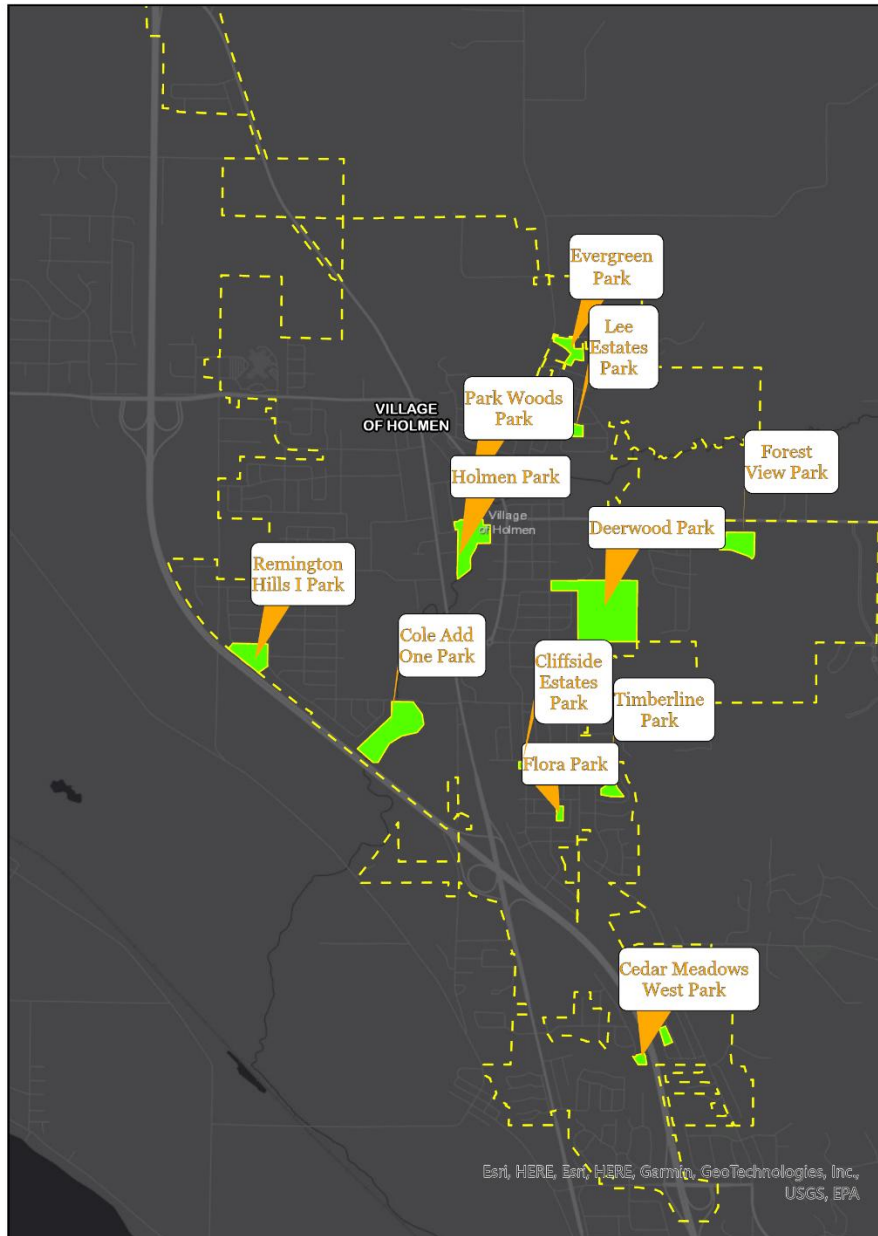 Evergreen
Park
Lee
Estates
Park
Park Woods
Park
VILLAGE
OF HOLMEN
Forest
View Park
Holmen Park
Village
of Holmen
Deerwood Park
Remington
Hills I Park
Cole Add
One Park
Cliffside
Estates
Park
Timberline
Park
Flora Park
Cedar Meadows
West Park
Esri, HERE, Esri, HERE, Garmin, GeoTechnologies, Inc.,
USGS, EPA